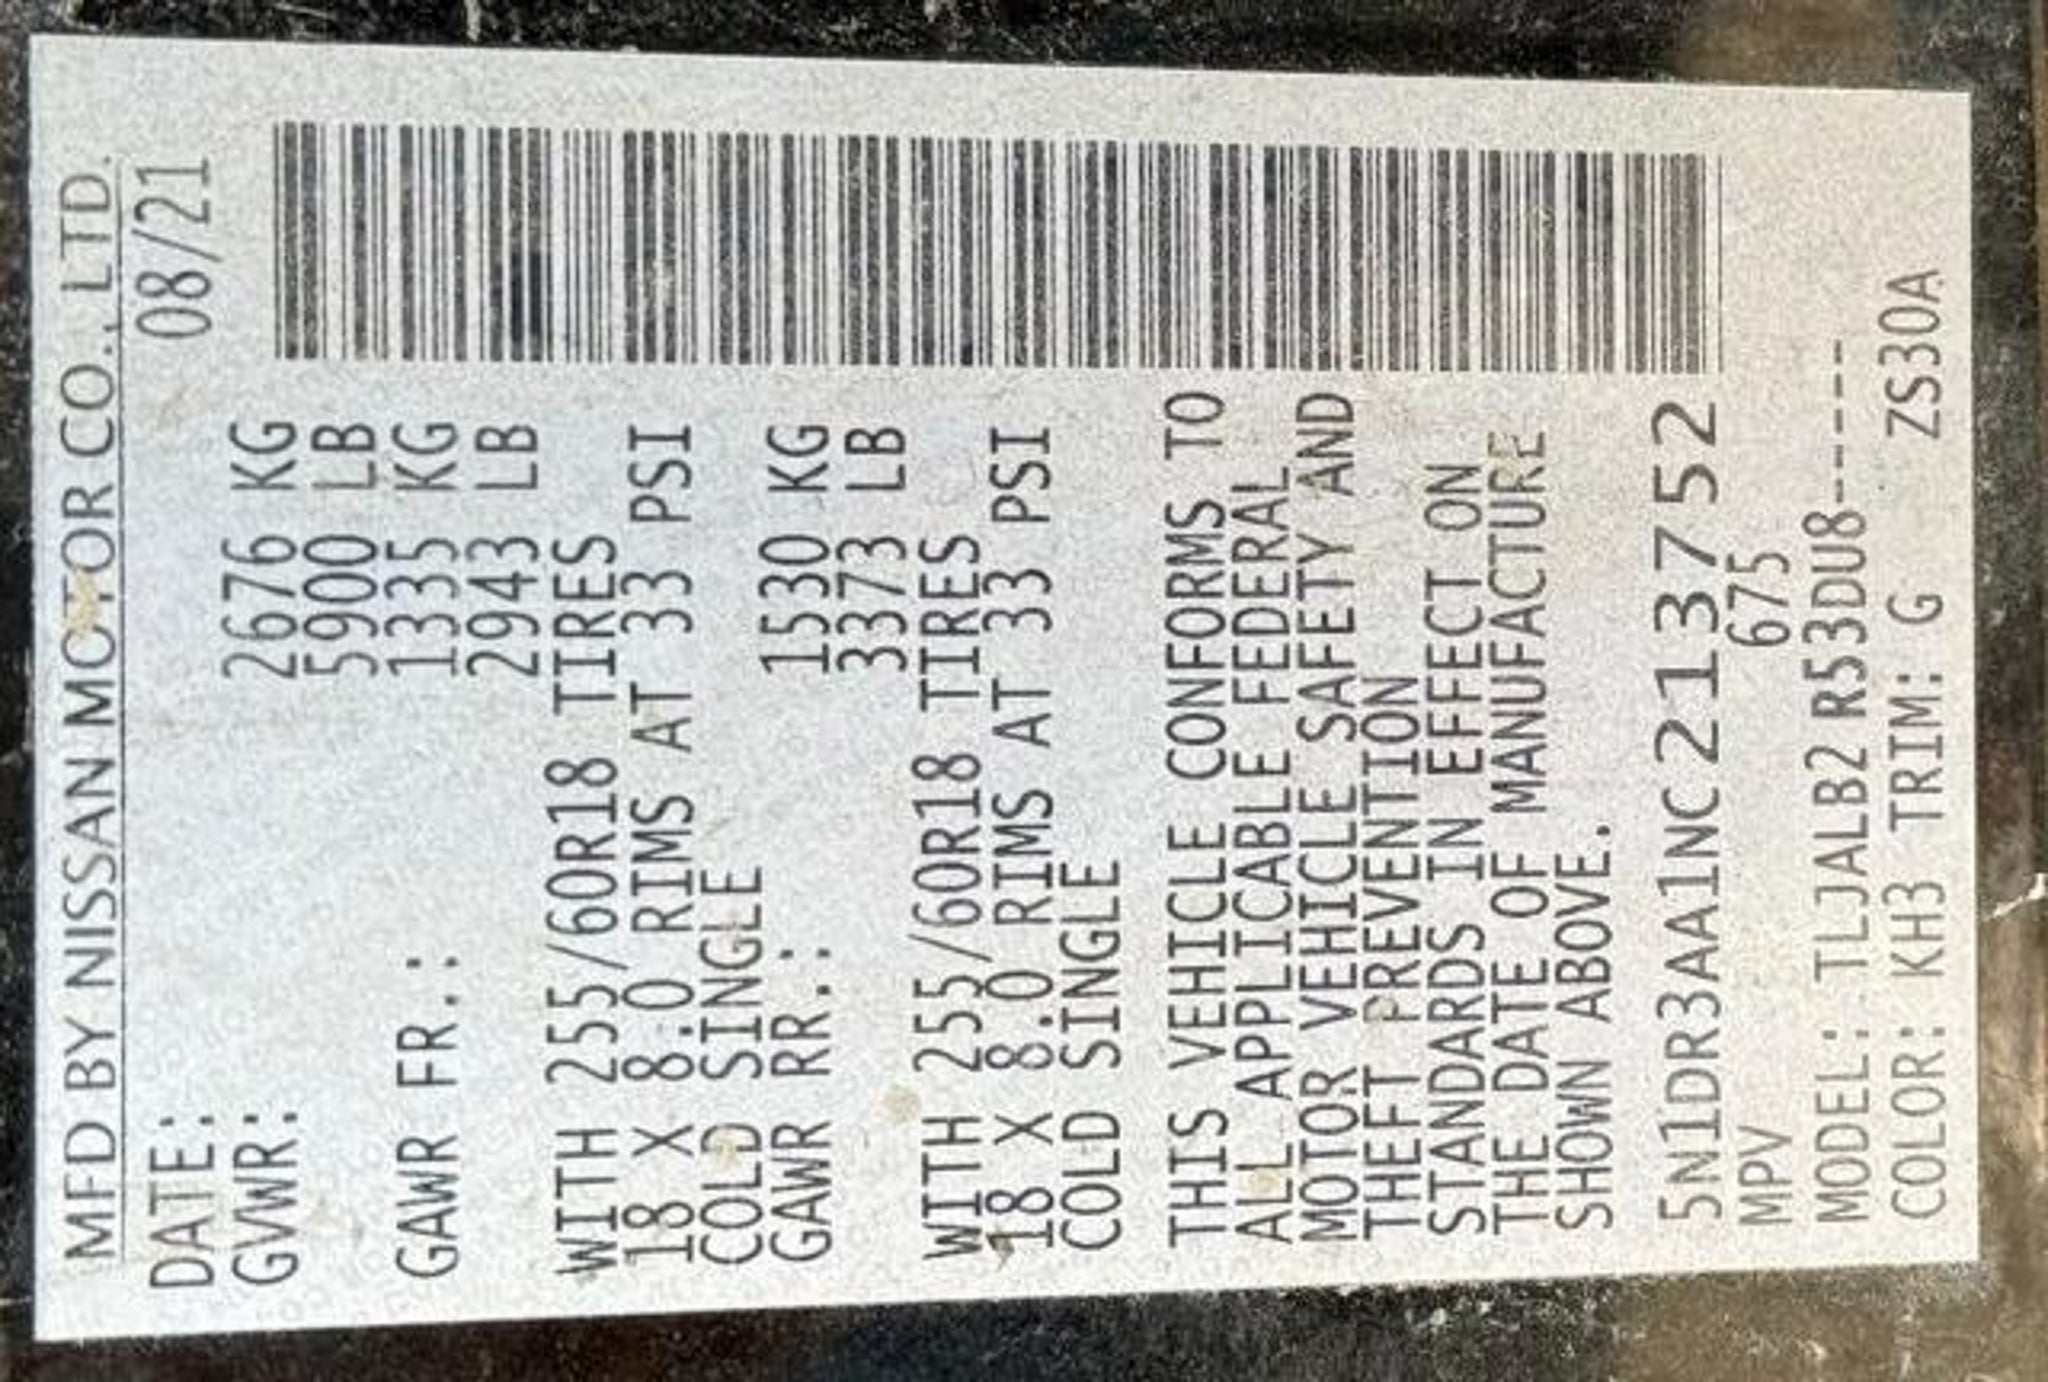 MFD BY NISSAN MOTOR CO., LTD.
DATE: 08/21
GVWR: 2676 KG
5900 LB
GAWR FR.: 1335 KG
2943 LB
WITH 255/60R18 TIRES
18 X 8.0 RIMS AT 33 PSI
COLD SINGLE
GAWR RR.: 1530 KG
3373 LB
WITH 255/60R18 TIRES
18 X 8.0 RIMS AT 33 PSI
COLD SINGLE
THIS VEHICLE CONFORMS TO
ALL APPLICABLE FEDERAL
MOTOR VEHICLE SAFETY AND
THEFT PREVENTION
STANDARDS IN EFFECT ON
THE DATE OF MANUFACTURE
SHOWN ABOVE.
5N1DR3AA1NC213752
MPV 675
MODEL: TLJALB2 R53DU8------
COLOR: KH3 TRIM: G ZS30A